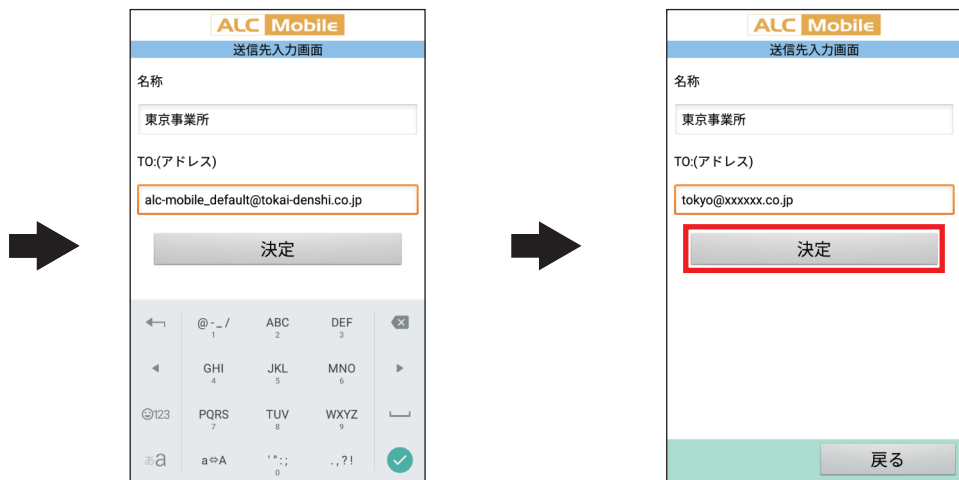 ALC Mobile
送信先入力画面
名称
東京事業所
TO:(アドレス)
alc-mobile_default@tokai-denshi.co.jp
決定
@-_/ ABC DEF
1 2 3
GHI JKL MNO
4 5 6
123 PQRS TUV WXYZ
7 8 9
あa a⇔A '":; .,?!
0
ALC Mobile
送信先入力画面
名称
東京事業所
TO:(アドレス)
tokyo@xxxxxx.co.jp
決定
戻る